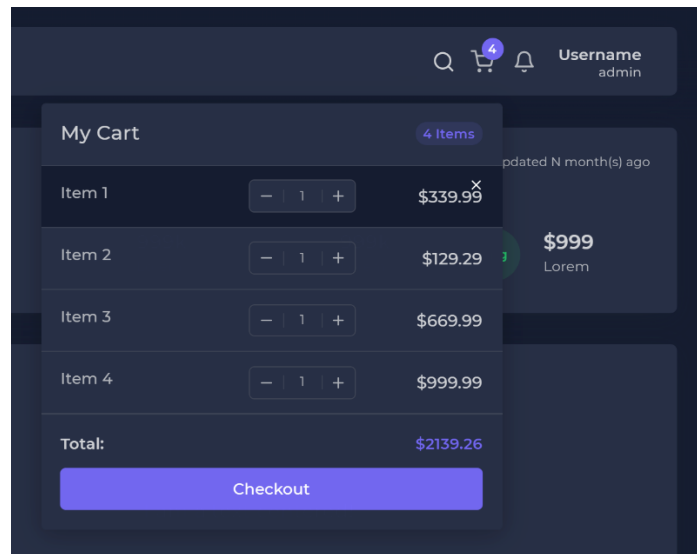 4
Username
admin
My Cart
4 Items
pdated N month(s) ago
Item 1
− 1 +
$339.99
×
Item 2
− 1 +
$129.29
g
$999
Lorem
Item 3
− 1 +
$669.99
Item 4
− 1 +
$999.99
Total:
$2139.26
Checkout